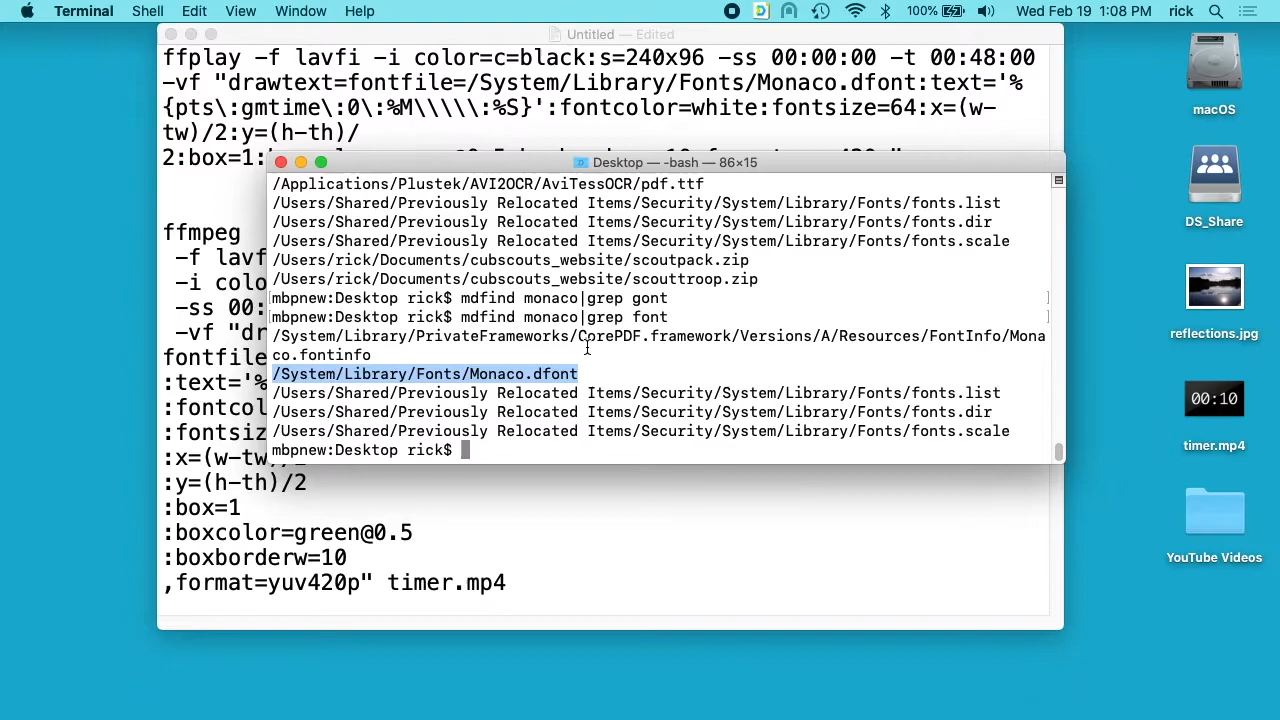 Terminal Shell Edit View Window Help 100% Wed Feb 19 1:08 PM rick
Untitled — Edited
ffplay -f lavfi -i color=c=black:s=240x96 -ss 00:00:00 -t 00:48:00
-vf "drawtext=fontfile=/System/Library/Fonts/Monaco.dfont:text='%
{pts\:gmtime\:0\:%M\\\\\:%S}':fontcolor=white:fontsize=64:x=(w-
tw)/2:y=(h-th)/
2:box=1:
ffmpeg
-f lavf
-i colo
-ss 00:
-vf "dr
fontfile
:text='%
:fontcol
:fontsiz
:x=(w-tw)/2
:y=(h-th)/2
:box=1
:boxcolor=green@0.5
:boxborderw=10
,format=yuv420p" timer.mp4
Desktop — -bash — 86×15
/Applications/Plustek/AVI2OCR/AviTessOCR/pdf.ttf
/Users/Shared/Previously Relocated Items/Security/System/Library/Fonts/fonts.list
/Users/Shared/Previously Relocated Items/Security/System/Library/Fonts/fonts.dir
/Users/Shared/Previously Relocated Items/Security/System/Library/Fonts/fonts.scale
/Users/rick/Documents/cubscouts_website/scoutpack.zip
/Users/rick/Documents/cubscouts_website/scouttroop.zip
[mbpnew:Desktop rick$ mdfind monaco|grep gont ]
[mbpnew:Desktop rick$ mdfind monaco|grep font ]
/System/Library/PrivateFrameworks/CorePDF.framework/Versions/A/Resources/FontInfo/Mona
co.fontinfo
/System/Library/Fonts/Monaco.dfont
/Users/Shared/Previously Relocated Items/Security/System/Library/Fonts/fonts.list
/Users/Shared/Previously Relocated Items/Security/System/Library/Fonts/fonts.dir
/Users/Shared/Previously Relocated Items/Security/System/Library/Fonts/fonts.scale
mbpnew:Desktop rick$
macOS
DS_Share
reflections.jpg
00:10
timer.mp4
YouTube Videos